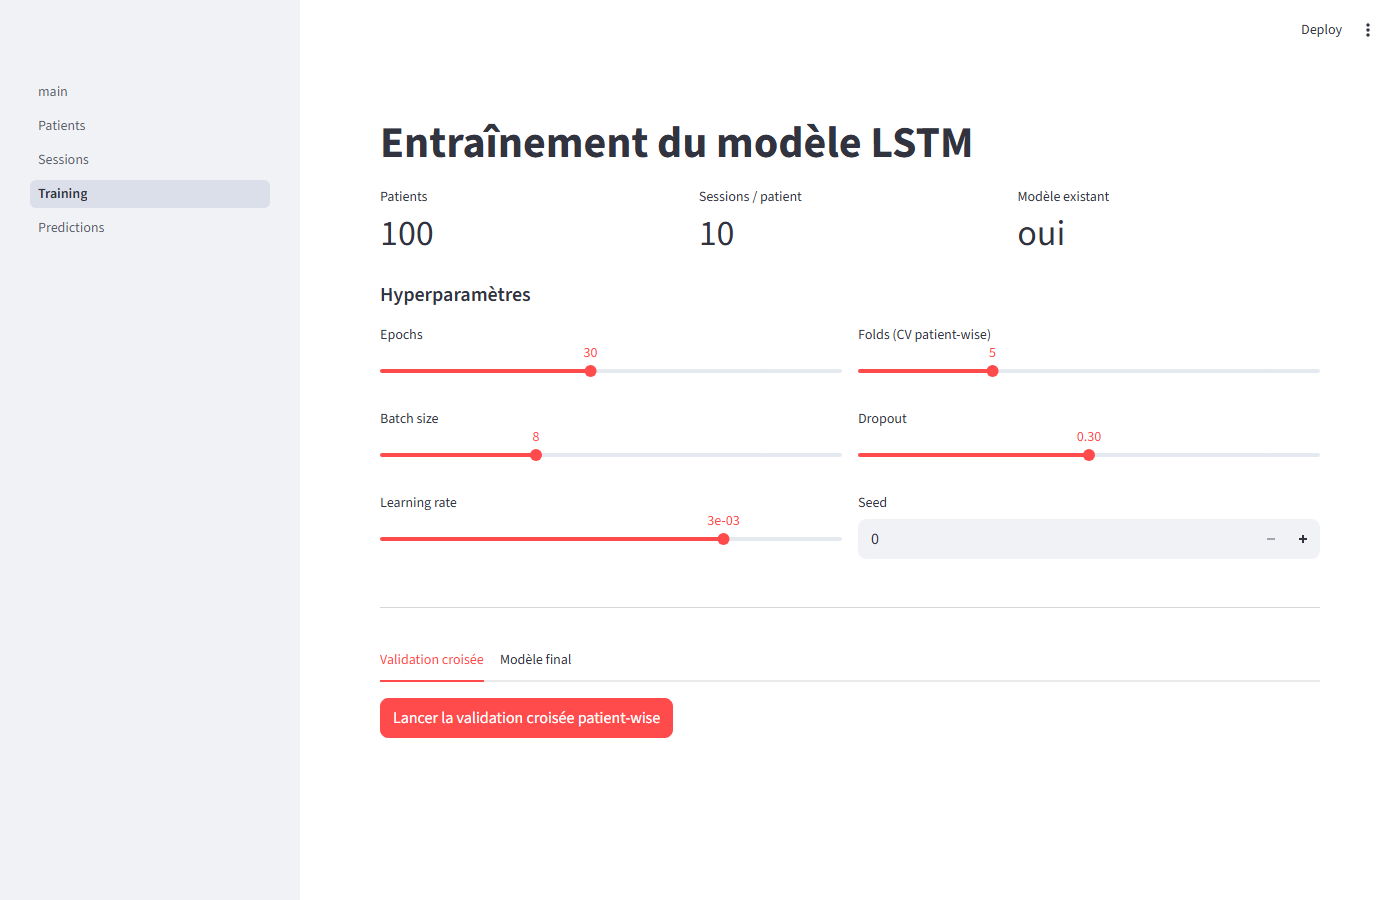 Deploy
main
Patients
Sessions
Training
Predictions
Entraînement du modèle LSTM
Patients
Sessions / patient
Modèle existant
100
10
oui
Hyperparamètres
Epochs
Folds (CV patient-wise)
30
5
Batch size
Dropout
8
0.30
Learning rate
Seed
3e-03
0
Validation croisée
Modèle final
Lancer la validation croisée patient-wise